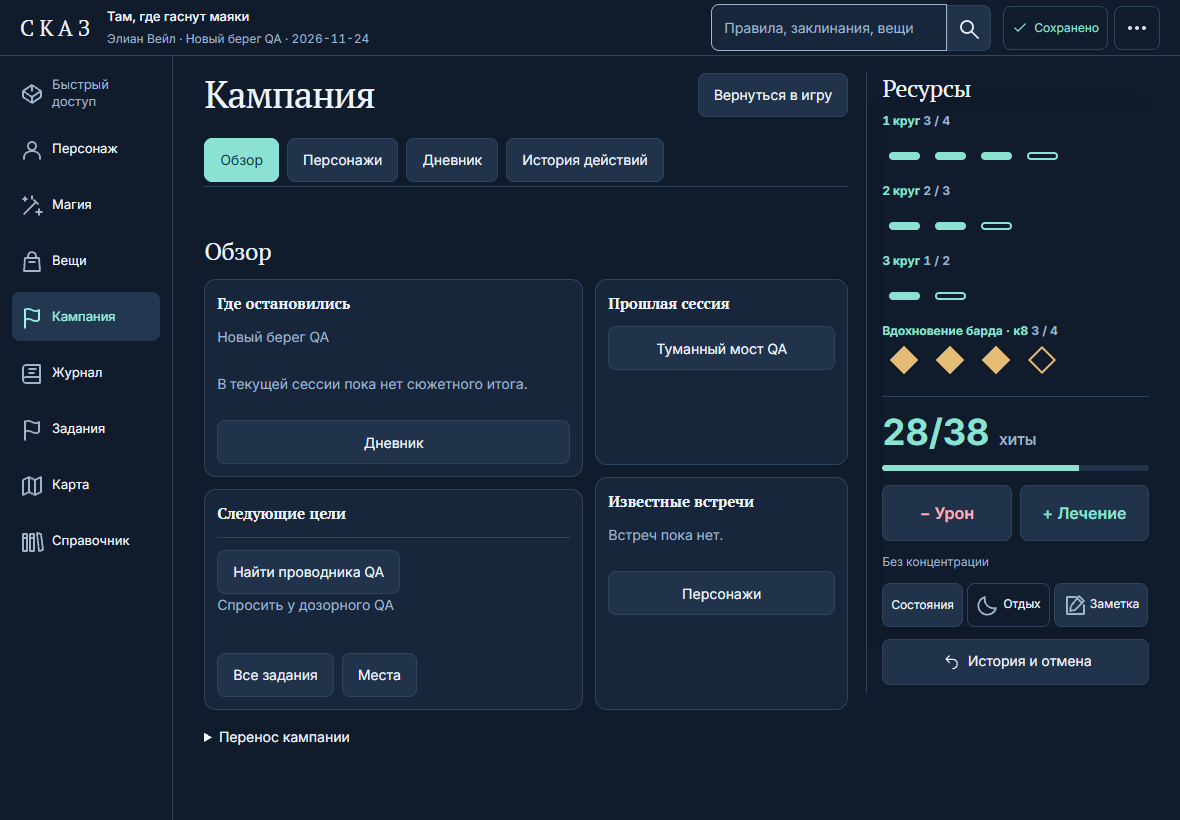 СКАЗ
Там, где гаснут маяки
Элиан Вейл · Новый берег QA · 2026-11-24
Правила, заклинания, вещи
Сохранено
Быстрый
доступ
Персонаж
Магия
Вещи
Кампания
Журнал
Задания
Карта
Справочник
Кампания
Вернуться в игру
Обзор
Персонажи
Дневник
История действий
Обзор
Где остановились
Новый берег QA
В текущей сессии пока нет сюжетного итога.
Дневник
Прошлая сессия
Туманный мост QA
Следующие цели
Найти проводника QA
Спросить у дозорного QA
Все задания
Места
Известные встречи
Встреч пока нет.
Персонажи
Перенос кампании
Ресурсы
1 круг 3 / 4
2 круг 2 / 3
3 круг 1 / 2
Вдохновение барда · к8 3 / 4
28/38 хиты
− Урон
+ Лечение
Без концентрации
Состояния
Отдых
Заметка
История и отмена